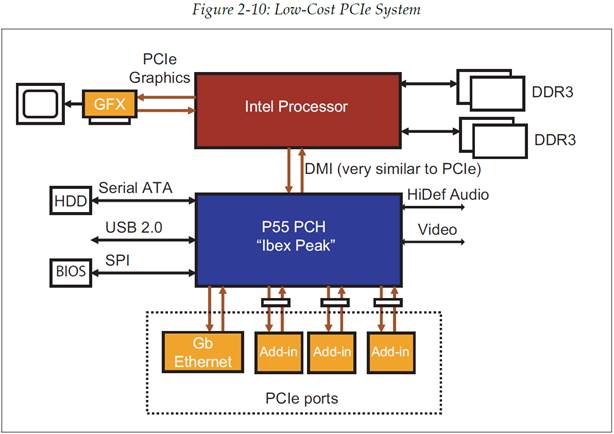 Figure 2-10: Low-Cost PCIe System
PCIe
Graphics
GFX
Intel Processor
DDR3
DDR3
DMI (very similar to PCIe)
HDD
Serial ATA
HiDef Audio
USB 2.0
P55 PCH
“Ibex Peak”
Video
BIOS
SPI
Gb
Ethernet
Add-in
Add-in
Add-in
PCIe ports